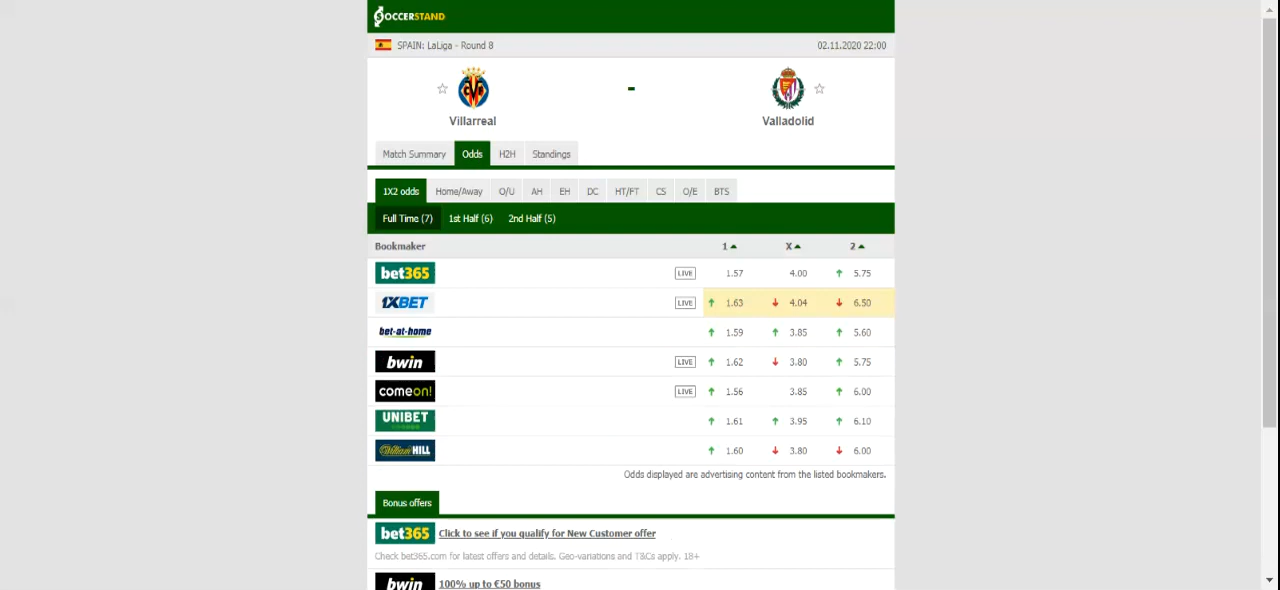 SOCCERSTAND
SPAIN: LaLiga - Round 8 02.11.2020 22:00
Villarreal - Valladolid
Match Summary Odds H2H Standings
1X2 odds Home/Away O/U AH EH DC HT/FT CS O/E BTS
Full Time (7) 1st Half (6) 2nd Half (5)
Bookmaker 1 X 2
bet365 LIVE 1.57 4.00 5.75
1XBET LIVE 1.63 4.04 6.50
bet-at-home 1.59 3.85 5.60
bwin LIVE 1.62 3.80 5.75
comeon! LIVE 1.56 3.85 6.00
UNIBET 1.61 3.95 6.10
William HILL 1.60 3.80 6.00
Odds displayed are advertising content from the listed bookmakers.
Bonus offers
bet365 Click to see if you qualify for New Customer offer
Check bet365.com for latest offers and details. Geo-variations and T&Cs apply. 18+
bwin 100% up to €50 bonus